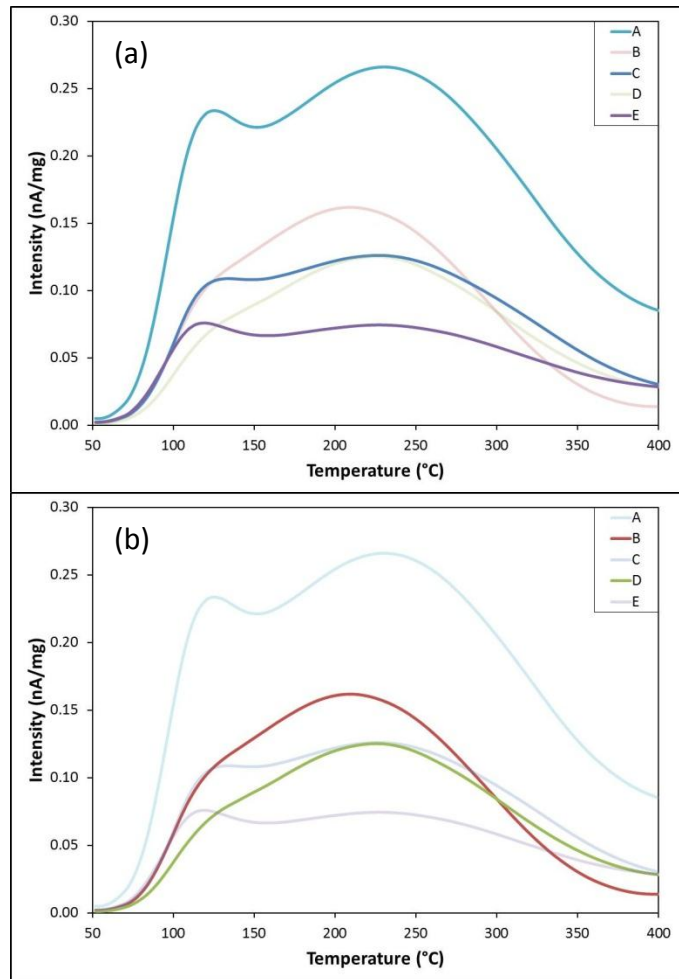 (a)
0.30
0.25
0.20
0.15
0.10
0.05
0.00
Intensity (nA/mg)
50 100 150 200 250 300 350 400
Temperature (°C)
A
B
C
D
E
(b)
0.30
0.25
0.20
0.15
0.10
0.05
0.00
Intensity (nA/mg)
50 100 150 200 250 300 350 400
Temperature (°C)
A
B
C
D
E